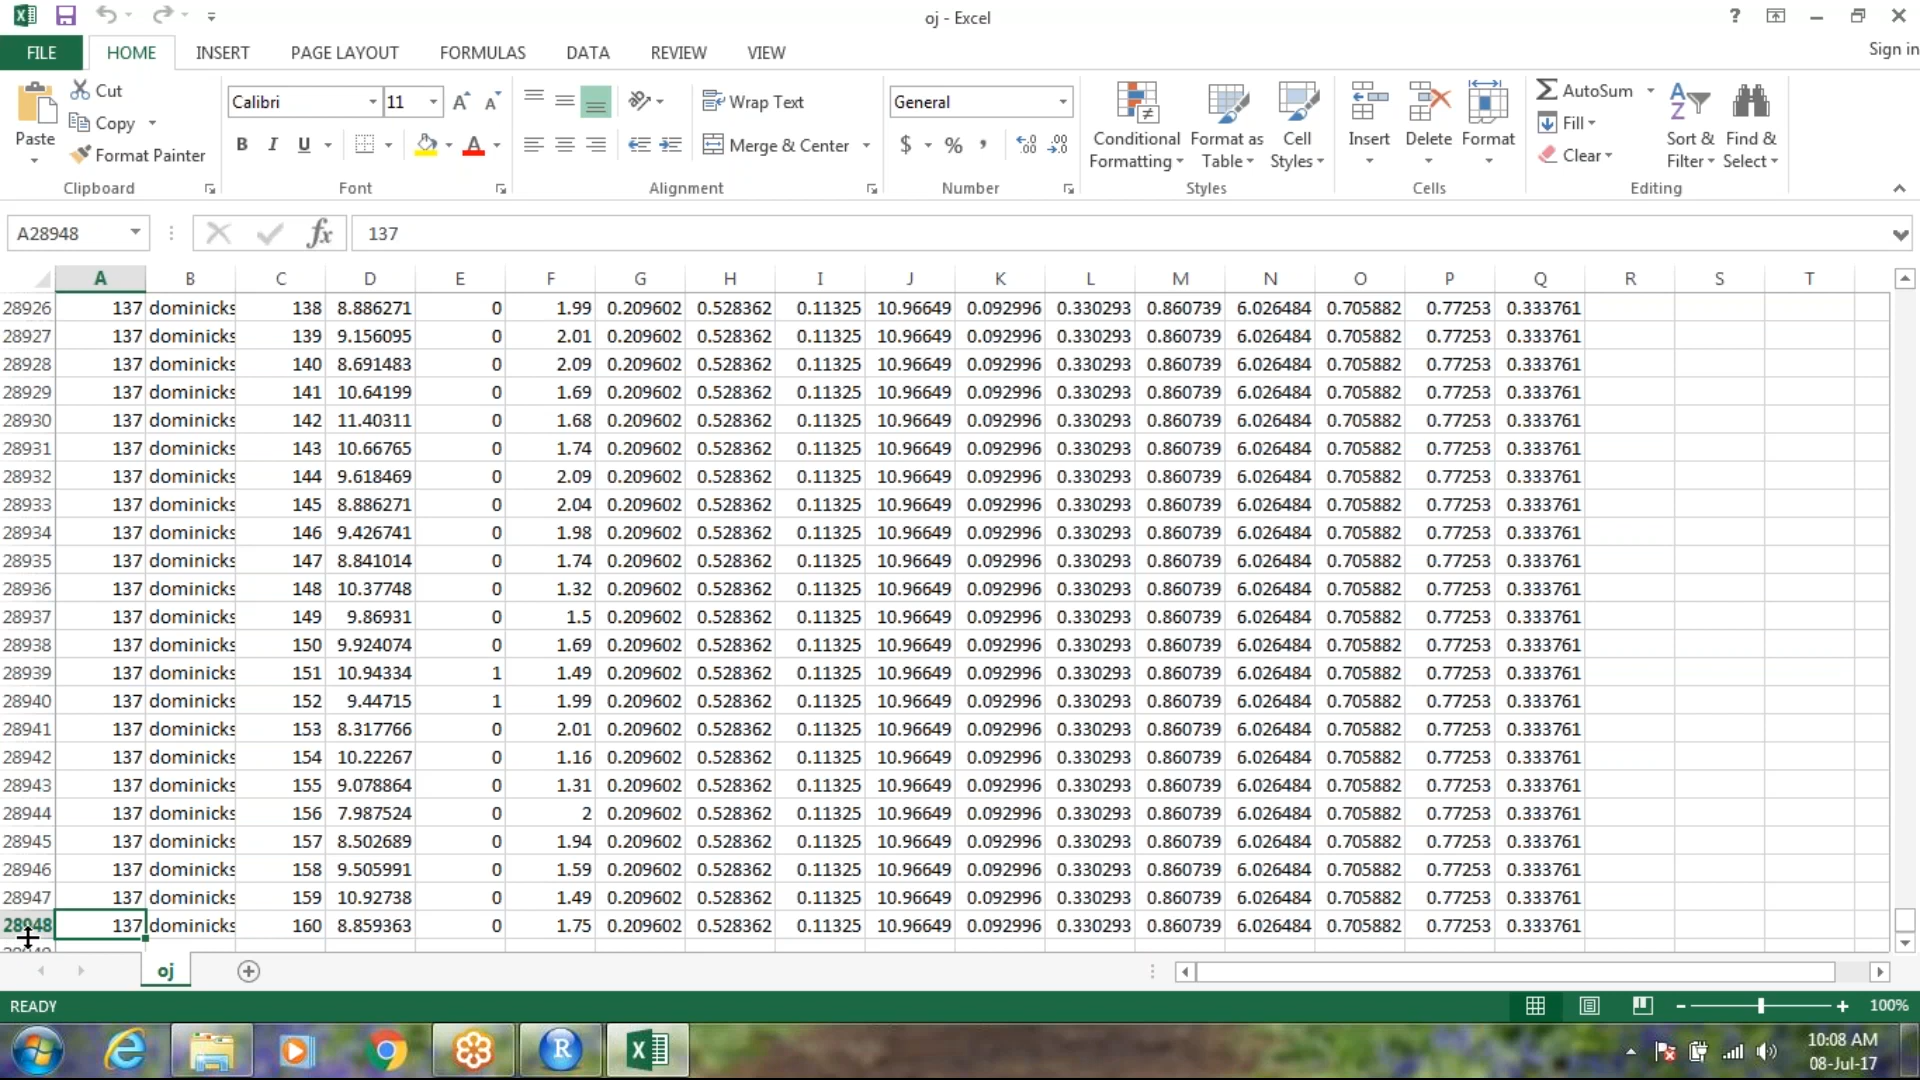 oj - Excel
?
Sign in
FILE HOME INSERT PAGE LAYOUT FORMULAS DATA REVIEW VIEW
Paste
Cut
Copy
Format Painter
Clipboard
Calibri 11
B I U
Font
Wrap Text
Merge & Center
Alignment
General
$ % ,
Number
Conditional Formatting
Format as Table
Cell Styles
Styles
Insert Delete Format
Cells
AutoSum
Fill
Clear
Sort & Filter
Find & Select
Editing
A28948 fx 137
A B C D E F G H I J K L M N O P Q R S T
28926 137 dominicks 138 8.886271 0 1.99 0.209602 0.528362 0.11325 10.96649 0.092996 0.330293 0.860739 6.026484 0.705882 0.77253 0.333761
28927 137 dominicks 139 9.156095 0 2.01 0.209602 0.528362 0.11325 10.96649 0.092996 0.330293 0.860739 6.026484 0.705882 0.77253 0.333761
28928 137 dominicks 140 8.691483 0 2.09 0.209602 0.528362 0.11325 10.96649 0.092996 0.330293 0.860739 6.026484 0.705882 0.77253 0.333761
28929 137 dominicks 141 10.64199 0 1.69 0.209602 0.528362 0.11325 10.96649 0.092996 0.330293 0.860739 6.026484 0.705882 0.77253 0.333761
28930 137 dominicks 142 11.40311 0 1.68 0.209602 0.528362 0.11325 10.96649 0.092996 0.330293 0.860739 6.026484 0.705882 0.77253 0.333761
28931 137 dominicks 143 10.66765 0 1.74 0.209602 0.528362 0.11325 10.96649 0.092996 0.330293 0.860739 6.026484 0.705882 0.77253 0.333761
28932 137 dominicks 144 9.618469 0 2.09 0.209602 0.528362 0.11325 10.96649 0.092996 0.330293 0.860739 6.026484 0.705882 0.77253 0.333761
28933 137 dominicks 145 8.886271 0 2.04 0.209602 0.528362 0.11325 10.96649 0.092996 0.330293 0.860739 6.026484 0.705882 0.77253 0.333761
28934 137 dominicks 146 9.426741 0 1.98 0.209602 0.528362 0.11325 10.96649 0.092996 0.330293 0.860739 6.026484 0.705882 0.77253 0.333761
28935 137 dominicks 147 8.841014 0 1.74 0.209602 0.528362 0.11325 10.96649 0.092996 0.330293 0.860739 6.026484 0.705882 0.77253 0.333761
28936 137 dominicks 148 10.37748 0 1.32 0.209602 0.528362 0.11325 10.96649 0.092996 0.330293 0.860739 6.026484 0.705882 0.77253 0.333761
28937 137 dominicks 149 9.86931 0 1.5 0.209602 0.528362 0.11325 10.96649 0.092996 0.330293 0.860739 6.026484 0.705882 0.77253 0.333761
28938 137 dominicks 150 9.924074 0 1.69 0.209602 0.528362 0.11325 10.96649 0.092996 0.330293 0.860739 6.026484 0.705882 0.77253 0.333761
28939 137 dominicks 151 10.94334 1 1.49 0.209602 0.528362 0.11325 10.96649 0.092996 0.330293 0.860739 6.026484 0.705882 0.77253 0.333761
28940 137 dominicks 152 9.44715 1 1.99 0.209602 0.528362 0.11325 10.96649 0.092996 0.330293 0.860739 6.026484 0.705882 0.77253 0.333761
28941 137 dominicks 153 8.317766 0 2.01 0.209602 0.528362 0.11325 10.96649 0.092996 0.330293 0.860739 6.026484 0.705882 0.77253 0.333761
28942 137 dominicks 154 10.22267 0 1.16 0.209602 0.528362 0.11325 10.96649 0.092996 0.330293 0.860739 6.026484 0.705882 0.77253 0.333761
28943 137 dominicks 155 9.078864 0 1.31 0.209602 0.528362 0.11325 10.96649 0.092996 0.330293 0.860739 6.026484 0.705882 0.77253 0.333761
28944 137 dominicks 156 7.987524 0 2 0.209602 0.528362 0.11325 10.96649 0.092996 0.330293 0.860739 6.026484 0.705882 0.77253 0.333761
28945 137 dominicks 157 8.502689 0 1.94 0.209602 0.528362 0.11325 10.96649 0.092996 0.330293 0.860739 6.026484 0.705882 0.77253 0.333761
28946 137 dominicks 158 9.505991 0 1.59 0.209602 0.528362 0.11325 10.96649 0.092996 0.330293 0.860739 6.026484 0.705882 0.77253 0.333761
28947 137 dominicks 159 10.92738 0 1.49 0.209602 0.528362 0.11325 10.96649 0.092996 0.330293 0.860739 6.026484 0.705882 0.77253 0.333761
28948 137 dominicks 160 8.859363 0 1.75 0.209602 0.528362 0.11325 10.96649 0.092996 0.330293 0.860739 6.026484 0.705882 0.77253 0.333761
oj
READY 100%
10:08 AM
08-Jul-17